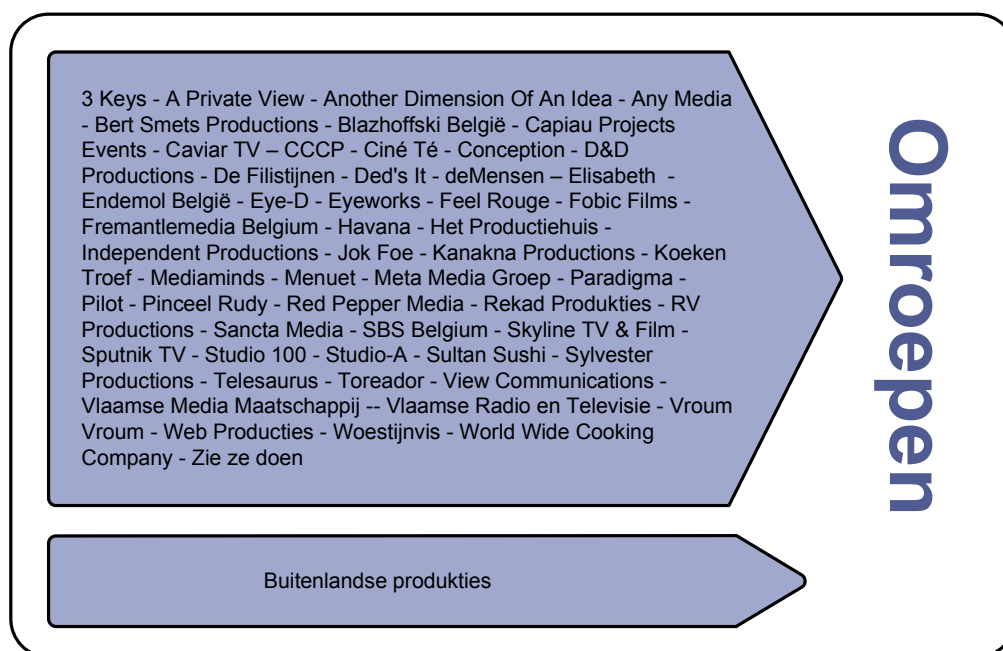 3 Keys - A Private View - Another Dimension Of An Idea - Any Media
- Bert Smets Productions - Blazhoffski België - Capiau Projects
Events - Caviar TV – CCCP - Ciné Té - Conception - D&D
Productions - De Filistijnen - Ded's It - deMensen – Elisabeth -
Endemol België - Eye-D - Eyeworks - Feel Rouge - Fobic Films -
Fremantlemedia Belgium - Havana - Het Productiehuis -
Independent Productions - Jok Foe - Kanakna Productions - Koeken
Troef - Mediaminds - Menuet - Meta Media Groep - Paradigma -
Pilot - Pinceel Rudy - Red Pepper Media - Rekad Produkties - RV
Productions - Sancta Media - SBS Belgium - Skyline TV & Film -
Sputnik TV - Studio 100 - Studio-A - Sultan Sushi - Sylvester
Productions - Telesaurus - Toreador - View Communications -
Vlaamse Media Maatschappij -- Vlaamse Radio en Televisie - Vroum
Vroum - Web Producties - Woestijnvis - World Wide Cooking
Company - Zie ze doen
Buitenlandse produkties
Omroepen